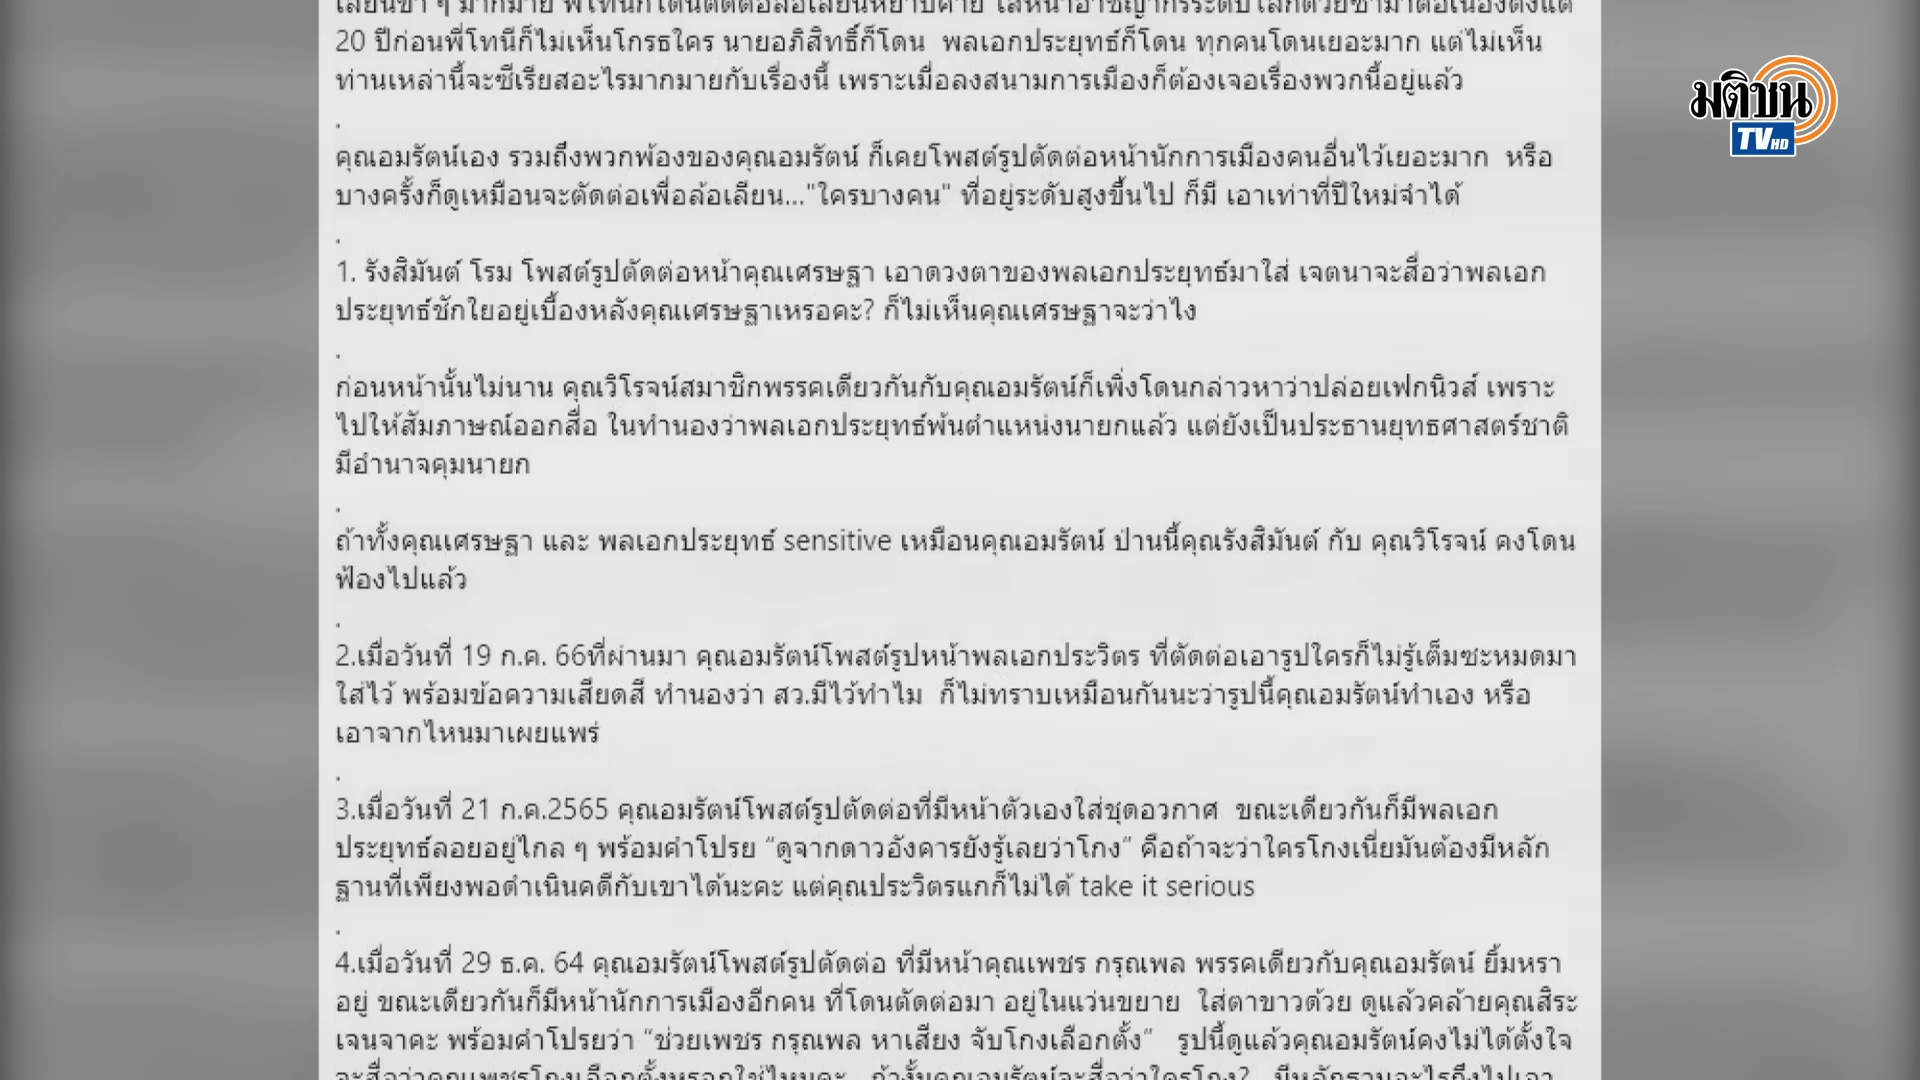 20 ปีก่อนพี่โทนีก็ไม่เห็นโกรธใคร นายอภิสิทธิ์ก็โดน พลเอกประยุทธ์ก็โดน ทุกคนโดนเยอะมาก แต่ไม่เห็น
ท่านเหล่านี้จะซีเรียสอะไรมากมายกับเรื่องนี้ เพราะเมื่อลงสนามการเมืองก็ต้องเจอเรื่องพวกนี้อยู่แล้ว
มติชน
TV HD
.
คุณอมรัตน์เอง รวมถึงพวกพ้องของคุณอมรัตน์ ก็เคยโพสต์รูปตัดต่อหน้านักการเมืองคนอื่นไว้เยอะมาก หรือ
บางครั้งก็ดูเหมือนจะตัดต่อเพื่อล้อเลียน..."ใครบางคน" ที่อยู่ระดับสูงขึ้นไป ก็มี เอาเท่าที่ปีใหม่จำได้
.
1. รังสิมันต์ โรม โพสต์รูปตัดต่อหน้าคุณเศรษฐา เอาดวงตาของพลเอกประยุทธ์มาใส่ เจตนาจะสื่อว่าพลเอก
ประยุทธ์ชักใยอยู่เบื้องหลังคุณเศรษฐาเหรอคะ? ก็ไม่เห็นคุณเศรษฐาจะว่าไง
.
ก่อนหน้านั้นไม่นาน คุณวิโรจน์สมาชิกพรรคเดียวกันกับคุณอมรัตน์ก็เพิ่งโดนกล่าวหาว่าปล่อยเฟกนิวส์ เพราะ
ไปให้สัมภาษณ์ออกสื่อ ในทำนองว่าพลเอกประยุทธ์พ้นตำแหน่งนายกแล้ว แต่ยังเป็นประธานยุทธศาสตร์ชาติ
มีอำนาจคุมนายก
.
ถ้าทั้งคุณเศรษฐา และ พลเอกประยุทธ์ sensitive เหมือนคุณอมรัตน์ ป่านนี้คุณรังสิมันต์ กับ คุณวิโรจน์ คงโดน
ฟ้องไปแล้ว
.
2.เมื่อวันที่ 19 ก.ค. 66ที่ผ่านมา คุณอมรัตน์โพสต์รูปหน้าพลเอกประวิตร ที่ตัดต่อเอารูปใครก็ไม่รู้เต็มซะหมดมา
ใส่ไว้ พร้อมข้อความเสียดสี ทำนองว่า สว.มีไว้ทำไม ก็ไม่ทราบเหมือนกันนะว่ารูปนี้คุณอมรัตน์ทำเอง หรือ
เอาจากไหนมาเผยแพร่
.
3.เมื่อวันที่ 21 ก.ค.2565 คุณอมรัตน์โพสต์รูปตัดต่อที่มีหน้าตัวเองใส่ชุดอวกาศ ขณะเดียวกันก็มีพลเอก
ประยุทธ์ลอยอยู่ไกล ๆ พร้อมคำโปรย “ดูจากดาวอังคารยังรู้เลยว่าโกง” คือถ้าจะว่าใครโกงเนี่ยมันต้องมีหลัก
ฐานที่เพียงพอดำเนินคดีกับเขาได้นะคะ แต่คุณประวิตรแกก็ไม่ได้ take it serious
.
4.เมื่อวันที่ 29 ธ.ค. 64 คุณอมรัตน์โพสต์รูปตัดต่อ ที่มีหน้าคุณเพชร กรุณพล พรรคเดียวกับคุณอมรัตน์ ยิ้มหรา
อยู่ ขณะเดียวกันก็มีหน้านักการเมืองอีกคน ที่โดนตัดต่อมา อยู่ในแว่นขยาย ใส่ตาขาวด้วย ดูแล้วคล้ายคุณสิระ
เจนจาคะ พร้อมคำโปรยว่า “ช่วยเพชร กรุณพล หาเสียง จับโกงเลือกตั้ง” รูปนี้ดูแล้วคุณอมรัตน์คงไม่ได้ตั้งใจ